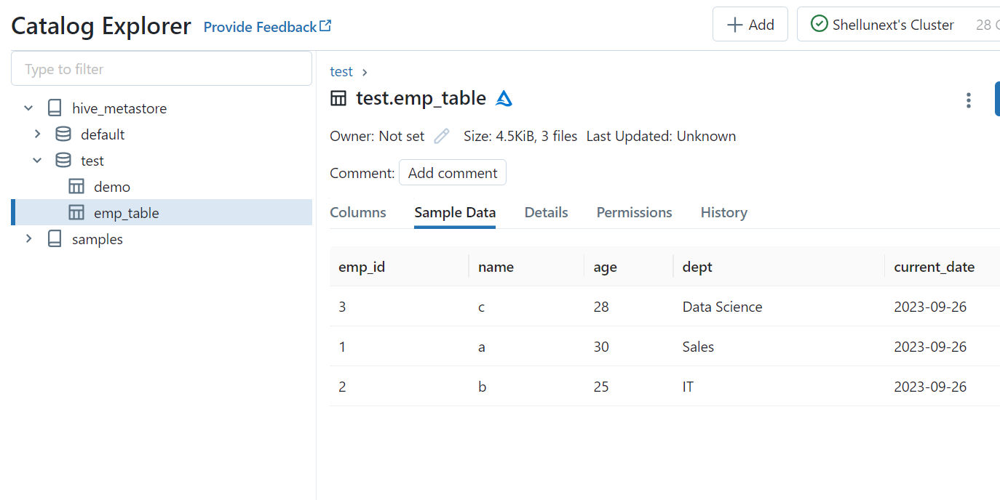 Catalog Explorer Provide Feedback
Add
Shellunext's Cluster 28
Type to filter
hive_metastore
default
test
demo
emp_table
samples
test
test.emp_table
Owner: Not set Size: 4.5KiB, 3 files Last Updated: Unknown
Comment: Add comment
Columns Sample Data Details Permissions History
emp_id name age dept current_date
3 c 28 Data Science 2023-09-26
1 a 30 Sales 2023-09-26
2 b 25 IT 2023-09-26